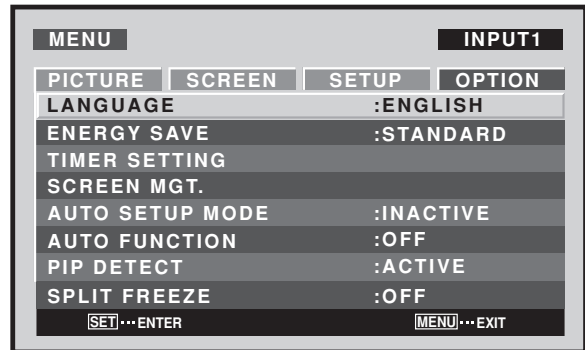 MENU INPUT1
PICTURE SCREEN SETUP OPTION
LANGUAGE :ENGLISH
ENERGY SAVE :STANDARD
TIMER SETTING
SCREEN MGT.
AUTO SETUP MODE :INACTIVE
AUTO FUNCTION :OFF
PIP DETECT :ACTIVE
SPLIT FREEZE :OFF
SET···ENTER MENU···EXIT